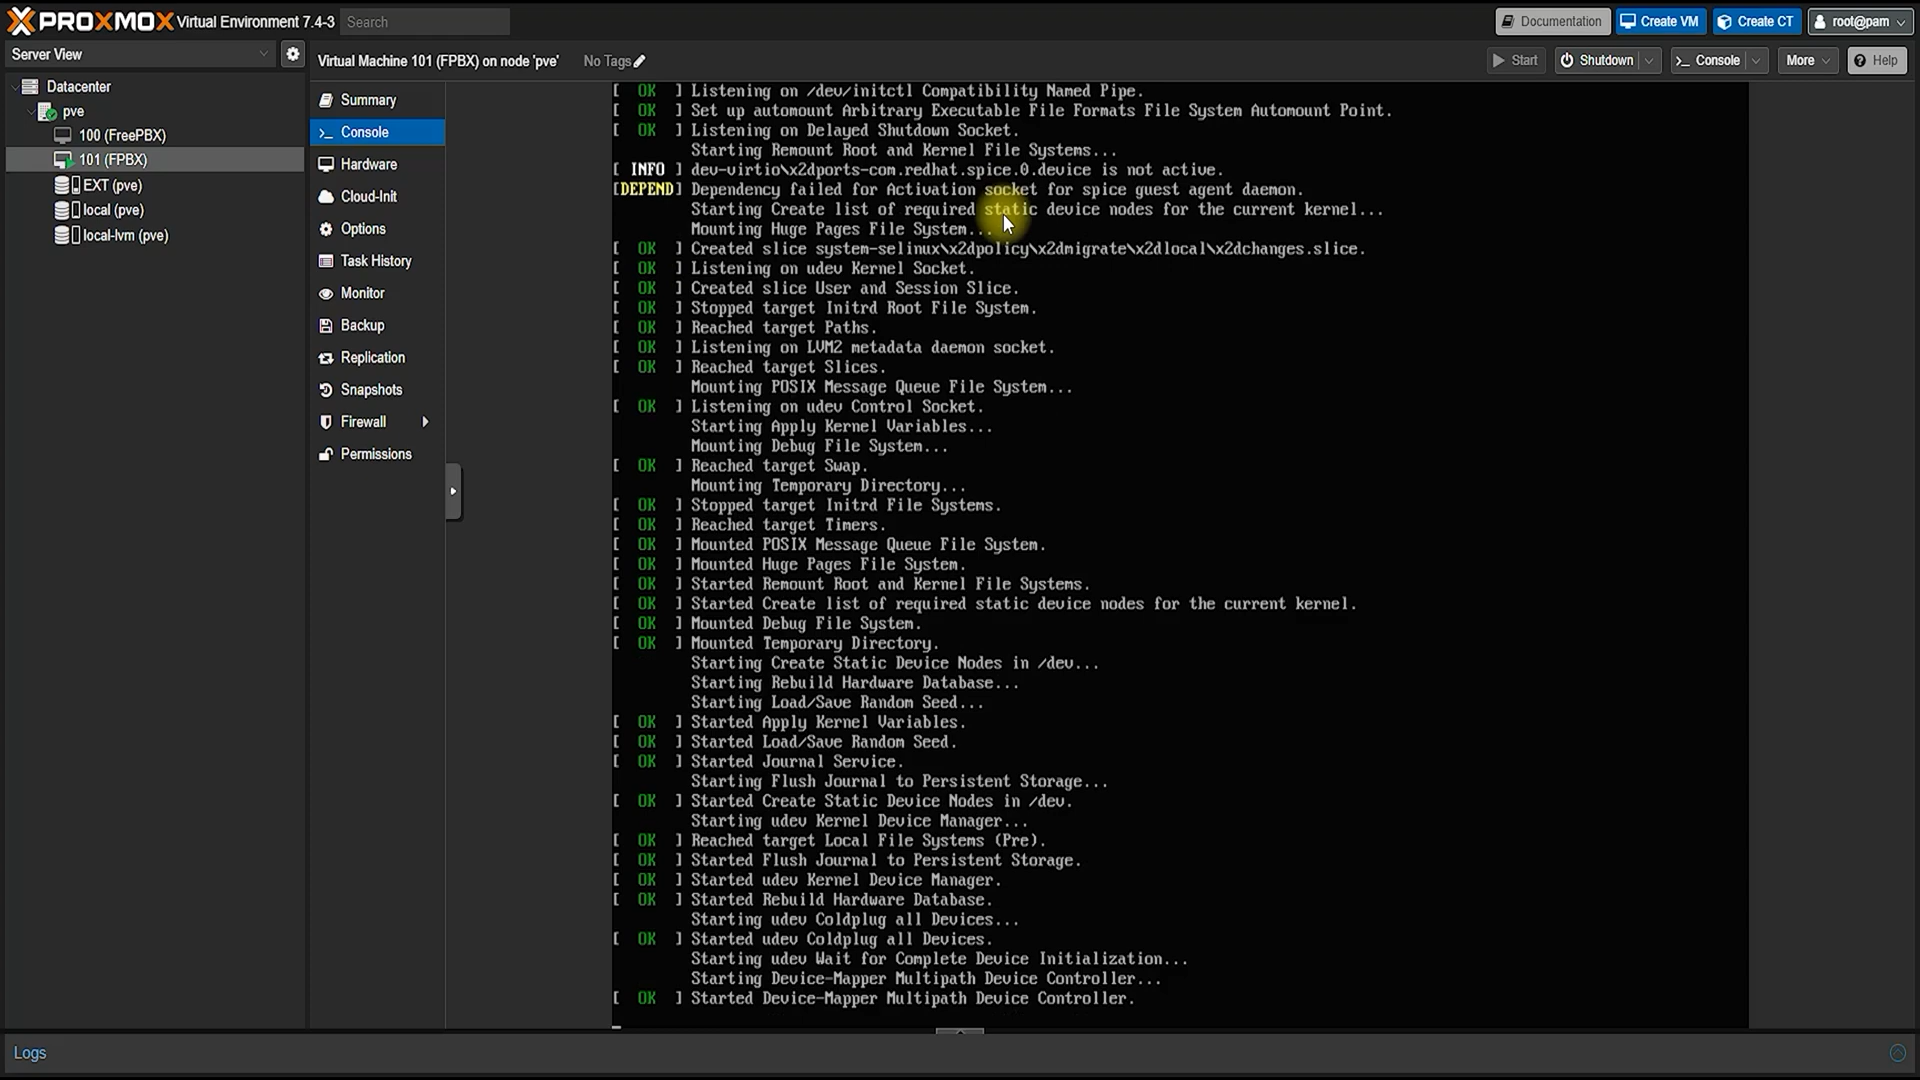 PROXMOX Virtual Environment 7.4-3 Search Documentation Create VM Create CT root@pam
Server View
Virtual Machine 101 (FPBX) on node 'pve' No Tags Start Shutdown Console More Help
Datacenter
pve
100 (FreePBX)
101 (FPBX)
EXT (pve)
local (pve)
local-lvm (pve)
Summary
Console
Hardware
Cloud-Init
Options
Task History
Monitor
Backup
Replication
Snapshots
Firewall
Permissions
[  OK  ] Listening on /dev/initctl Compatibility Named Pipe.
[  OK  ] Set up automount Arbitrary Executable File Formats File System Automount Point.
[  OK  ] Listening on Delayed Shutdown Socket.
Starting Remount Root and Kernel File Systems...
[ INFO ] dev-virtio\x2dports-com.redhat.spice.0.device is not active.
[DEPEND] Dependency failed for Activation socket for spice guest agent daemon.
Starting Create list of required static device nodes for the current kernel...
Mounting Huge Pages File System...
[  OK  ] Created slice system-selinux\x2dpolicy\x2dmigrate\x2dlocal\x2dchanges.slice.
[  OK  ] Listening on udev Kernel Socket.
[  OK  ] Created slice User and Session Slice.
[  OK  ] Stopped target Initrd Root File System.
[  OK  ] Reached target Paths.
[  OK  ] Listening on LVM2 metadata daemon socket.
[  OK  ] Reached target Slices.
Mounting POSIX Message Queue File System...
[  OK  ] Listening on udev Control Socket.
Starting Apply Kernel Variables...
Mounting Debug File System...
[  OK  ] Reached target Swap.
Mounting Temporary Directory...
[  OK  ] Stopped target Initrd File Systems.
[  OK  ] Reached target Timers.
[  OK  ] Mounted POSIX Message Queue File System.
[  OK  ] Mounted Huge Pages File System.
[  OK  ] Started Remount Root and Kernel File Systems.
[  OK  ] Started Create list of required static device nodes for the current kernel.
[  OK  ] Mounted Debug File System.
[  OK  ] Mounted Temporary Directory.
Starting Create Static Device Nodes in /dev...
Starting Rebuild Hardware Database...
Starting Load/Save Random Seed...
[  OK  ] Started Apply Kernel Variables.
[  OK  ] Started Load/Save Random Seed.
[  OK  ] Started Journal Service.
Starting Flush Journal to Persistent Storage...
[  OK  ] Started Create Static Device Nodes in /dev.
Starting udev Kernel Device Manager...
[  OK  ] Reached target Local File Systems (Pre).
[  OK  ] Started Flush Journal to Persistent Storage.
[  OK  ] Started udev Kernel Device Manager.
[  OK  ] Started Rebuild Hardware Database.
Starting udev Coldplug all Devices...
[  OK  ] Started udev Coldplug all Devices.
Starting udev Wait for Complete Device Initialization...
Starting Device-Mapper Multipath Device Controller...
[  OK  ] Started Device-Mapper Multipath Device Controller.
Logs